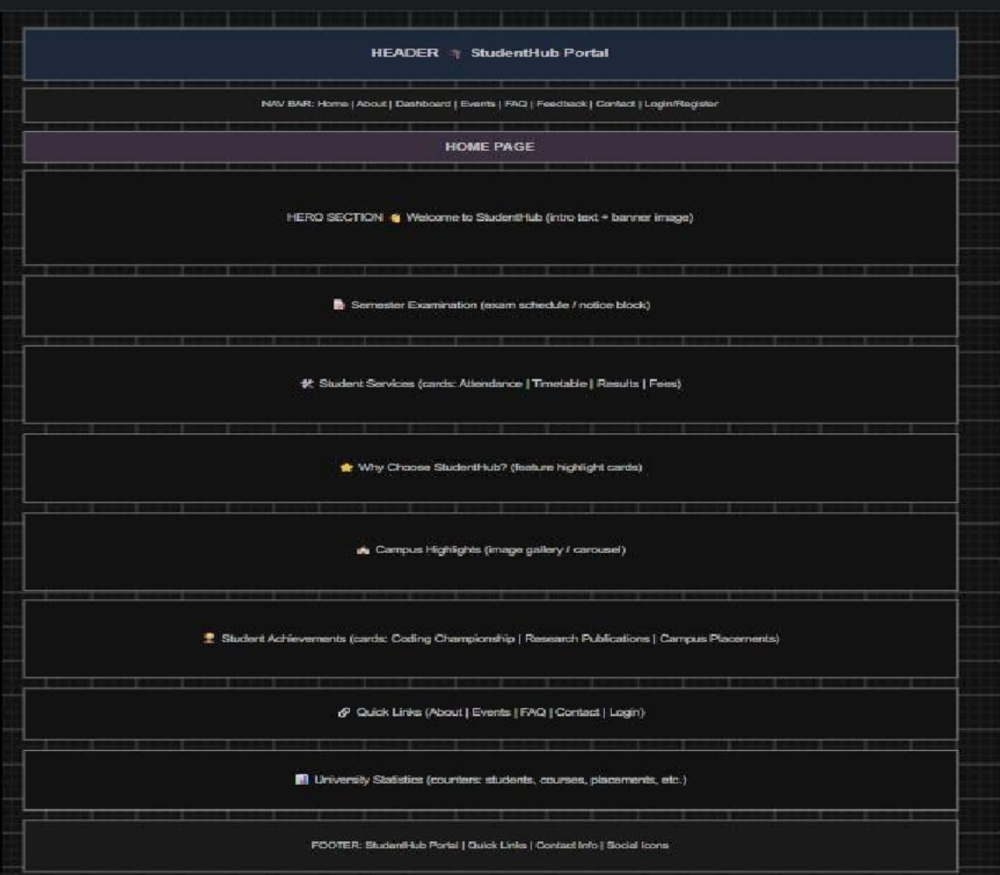 HEADER 🎓 StudentHub Portal
NAV BAR: Home | About | Dashboard | Events | FAQ | Feedback | Contact | Login/Register
HOME PAGE
HERO SECTION 👋 Welcome to StudentHub (intro text + banner image)
📝 Semester Examination (exam schedule / notice block)
🛠 Student Services (cards: Attendance | Timetable | Results | Fees)
⭐ Why Choose StudentHub? (feature highlight cards)
🏫 Campus Highlights (image gallery / carousel)
🏆 Student Achievements (cards: Coding Championship | Research Publications | Campus Placements)
🔗 Quick Links (About | Events | FAQ | Contact | Login)
📊 University Statistics (counters: students, courses, placements, etc.)
FOOTER: StudentHub Portal | Quick Links | Contact Info | Social Icons